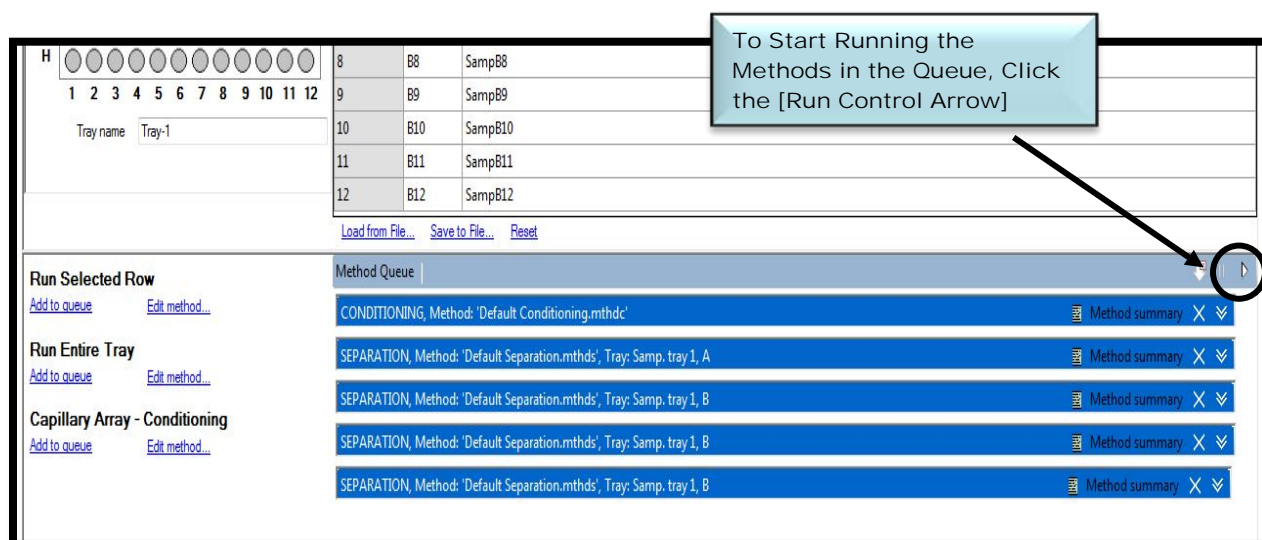 To Start Running the
Methods in the Queue, Click
the [Run Control Arrow]
H
1 2 3 4 5 6 7 8 9 10 11 12
Tray name Tray-1
8 B8 SampB8
9 B9 SampB9
10 B10 SampB10
11 B11 SampB11
12 B12 SampB12
Load from File... Save to File... Reset
Run Selected Row
Add to queue Edit method...
Run Entire Tray
Add to queue Edit method...
Capillary Array - Conditioning
Add to queue Edit method...
Method Queue
CONDITIONING, Method: 'Default Conditioning.mthdc' Method summary
SEPARATION, Method: 'Default Separation.mthds', Tray: Samp. tray 1, A Method summary
SEPARATION, Method: 'Default Separation.mthds', Tray: Samp. tray 1, B Method summary
SEPARATION, Method: 'Default Separation.mthds', Tray: Samp. tray 1, B Method summary
SEPARATION, Method: 'Default Separation.mthds', Tray: Samp. tray 1, B Method summary